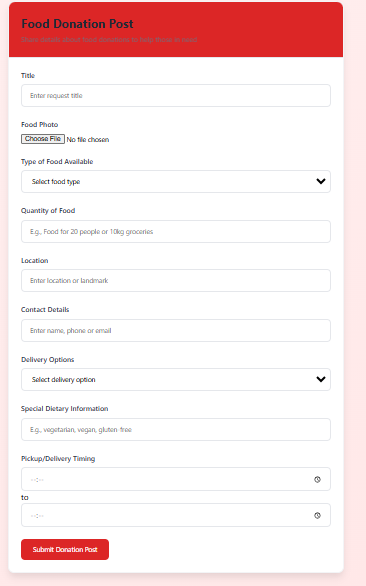 Food Donation Post
Share details about food donations to help those in need
Title
Enter request title
Food Photo
Choose File No file chosen
Type of Food Available
Select food type
Quantity of Food
E.g., Food for 20 people or 10kg groceries
Location
Enter location or landmark
Contact Details
Enter name, phone or email
Delivery Options
Select delivery option
Special Dietary Information
E.g., vegetarian, vegan, gluten-free
Pickup/Delivery Timing
--:--
to
--:--
Submit Donation Post